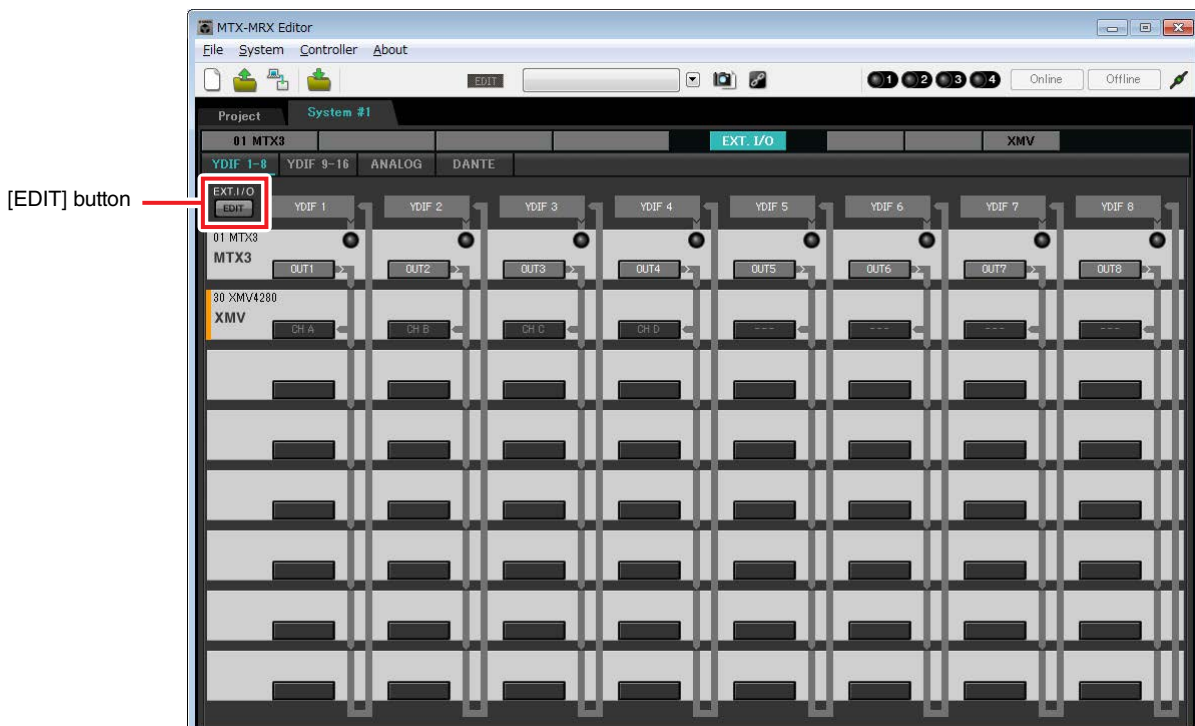 MTX-MRX Editor
File System Controller About
EDIT 1 2 3 4 Online Offline
Project System #1
01 MTX3 EXT. I/O XMV
YDIF 1-8 YDIF 9-16 ANALOG DANTE
[EDIT] button
EXT.I/O
EDIT YDIF 1 YDIF 2 YDIF 3 YDIF 4 YDIF 5 YDIF 6 YDIF 7 YDIF 8
01 MTX3
MTX3
OUT1 OUT2 OUT3 OUT4 OUT5 OUT6 OUT7 OUT8
30 XMV4280
XMV
CH A CH B CH C CH D --- --- --- ---